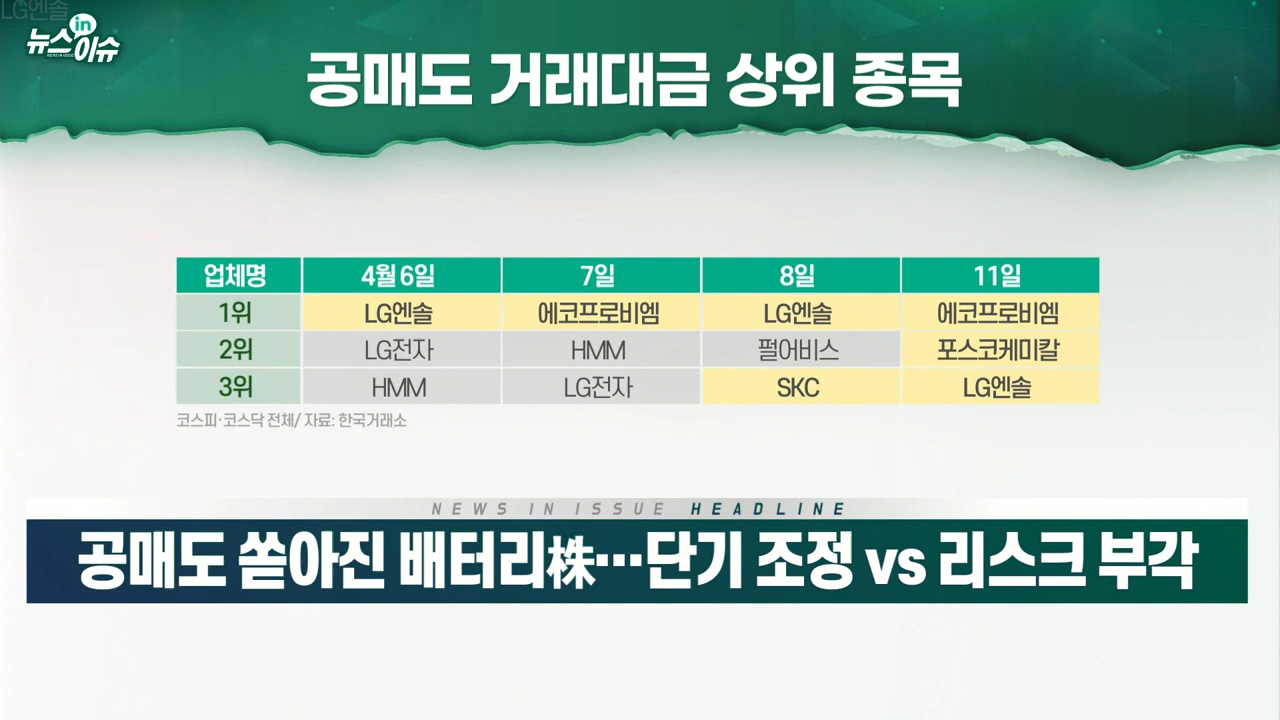 LG엔솔
뉴스in이슈
공매도 거래대금 상위 종목
업체명 4월 6일 7일 8일 11일
1위 LG엔솔 에코프로비엠 LG엔솔 에코프로비엠
2위 LG전자 HMM 펄어비스 포스코케미칼
3위 HMM LG전자 SKC LG엔솔
코스피·코스닥 전체/ 자료: 한국거래소
NEWS IN ISSUE HEADLINE
공매도 쏟아진 배터리株…단기 조정 vs 리스크 부각